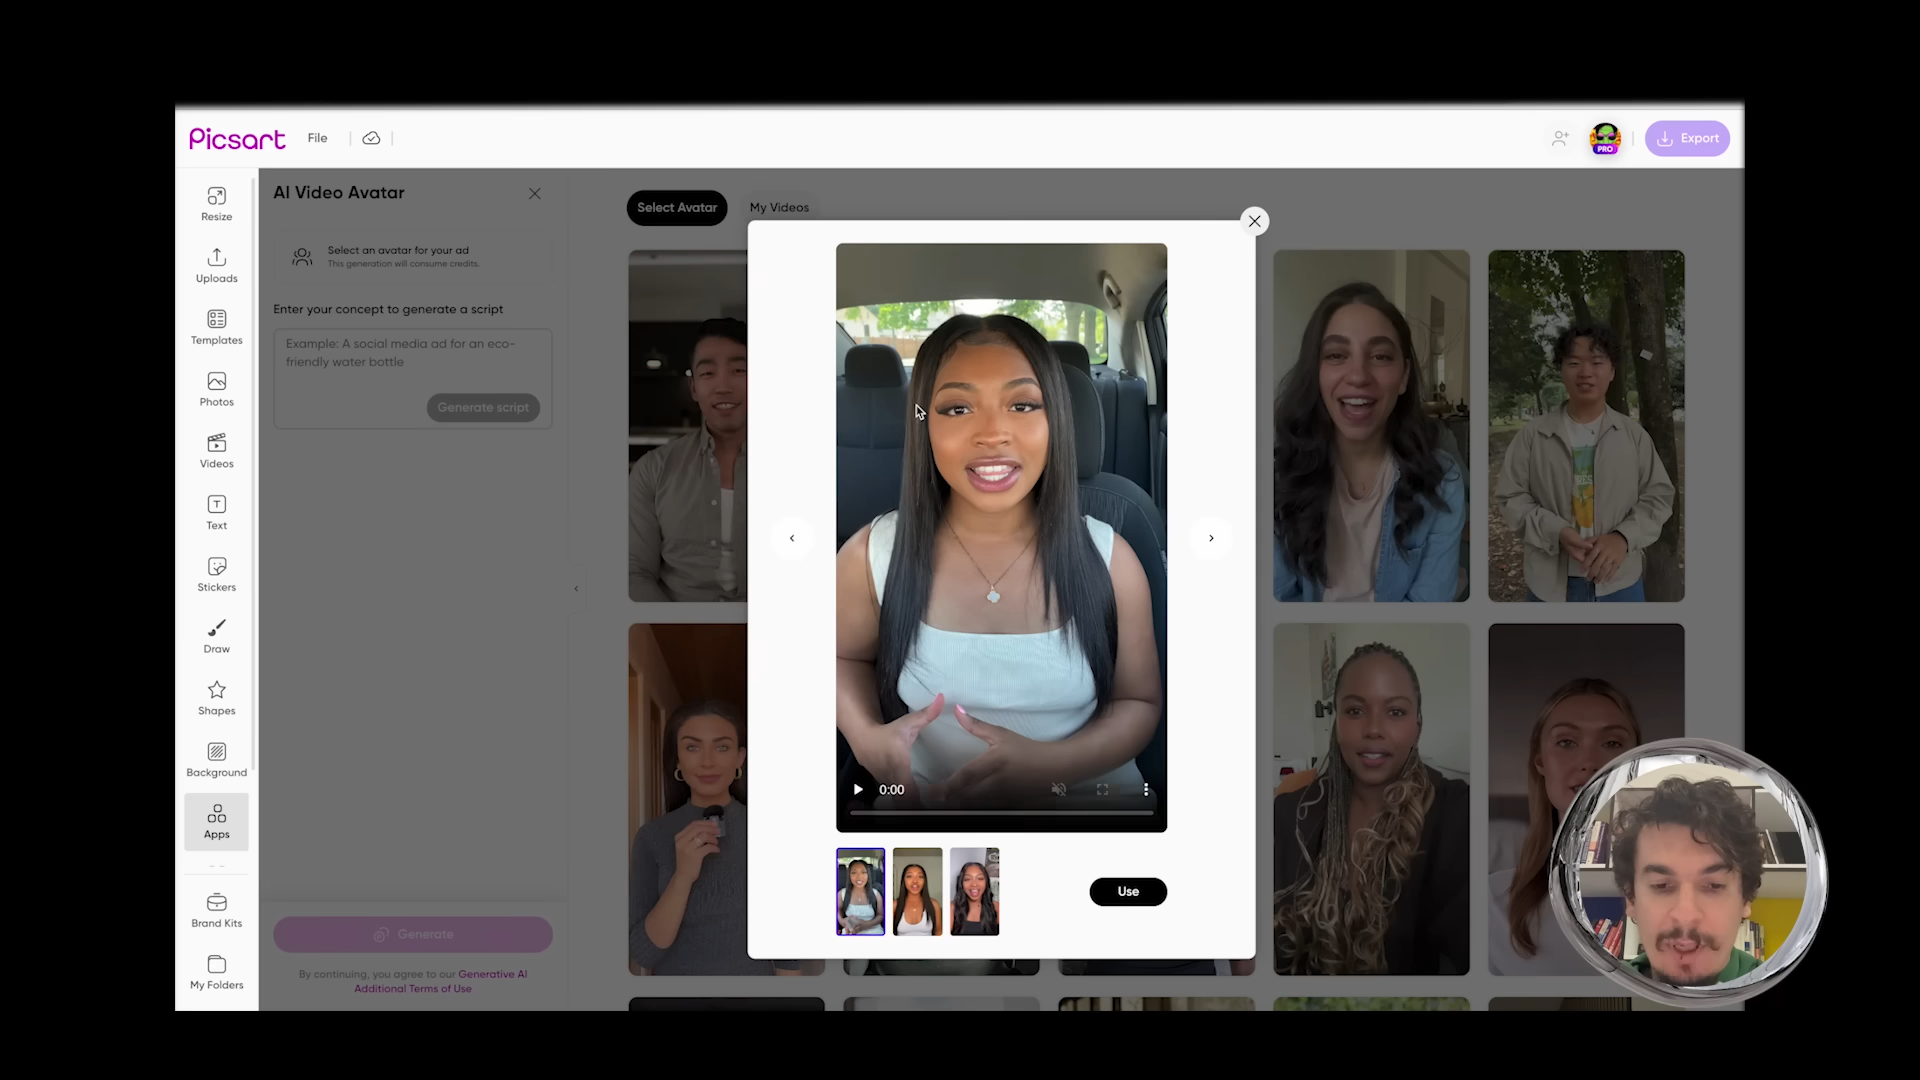 Picsart
File
PRO
Export
Resize
Uploads
Templates
Photos
Videos
T
Text
Stickers
Draw
Shapes
Background
Apps
Brand Kits
My Folders
AI Video Avatar
Select an avatar for your ad
This generation will consume credits.
Enter your concept to generate a script
Example: A social media ad for an eco-
friendly water bottle
Generate script
Generate
By continuing, you agree to our Generative AI
Additional Terms of Use
Select Avatar
My Videos
0:00
Use